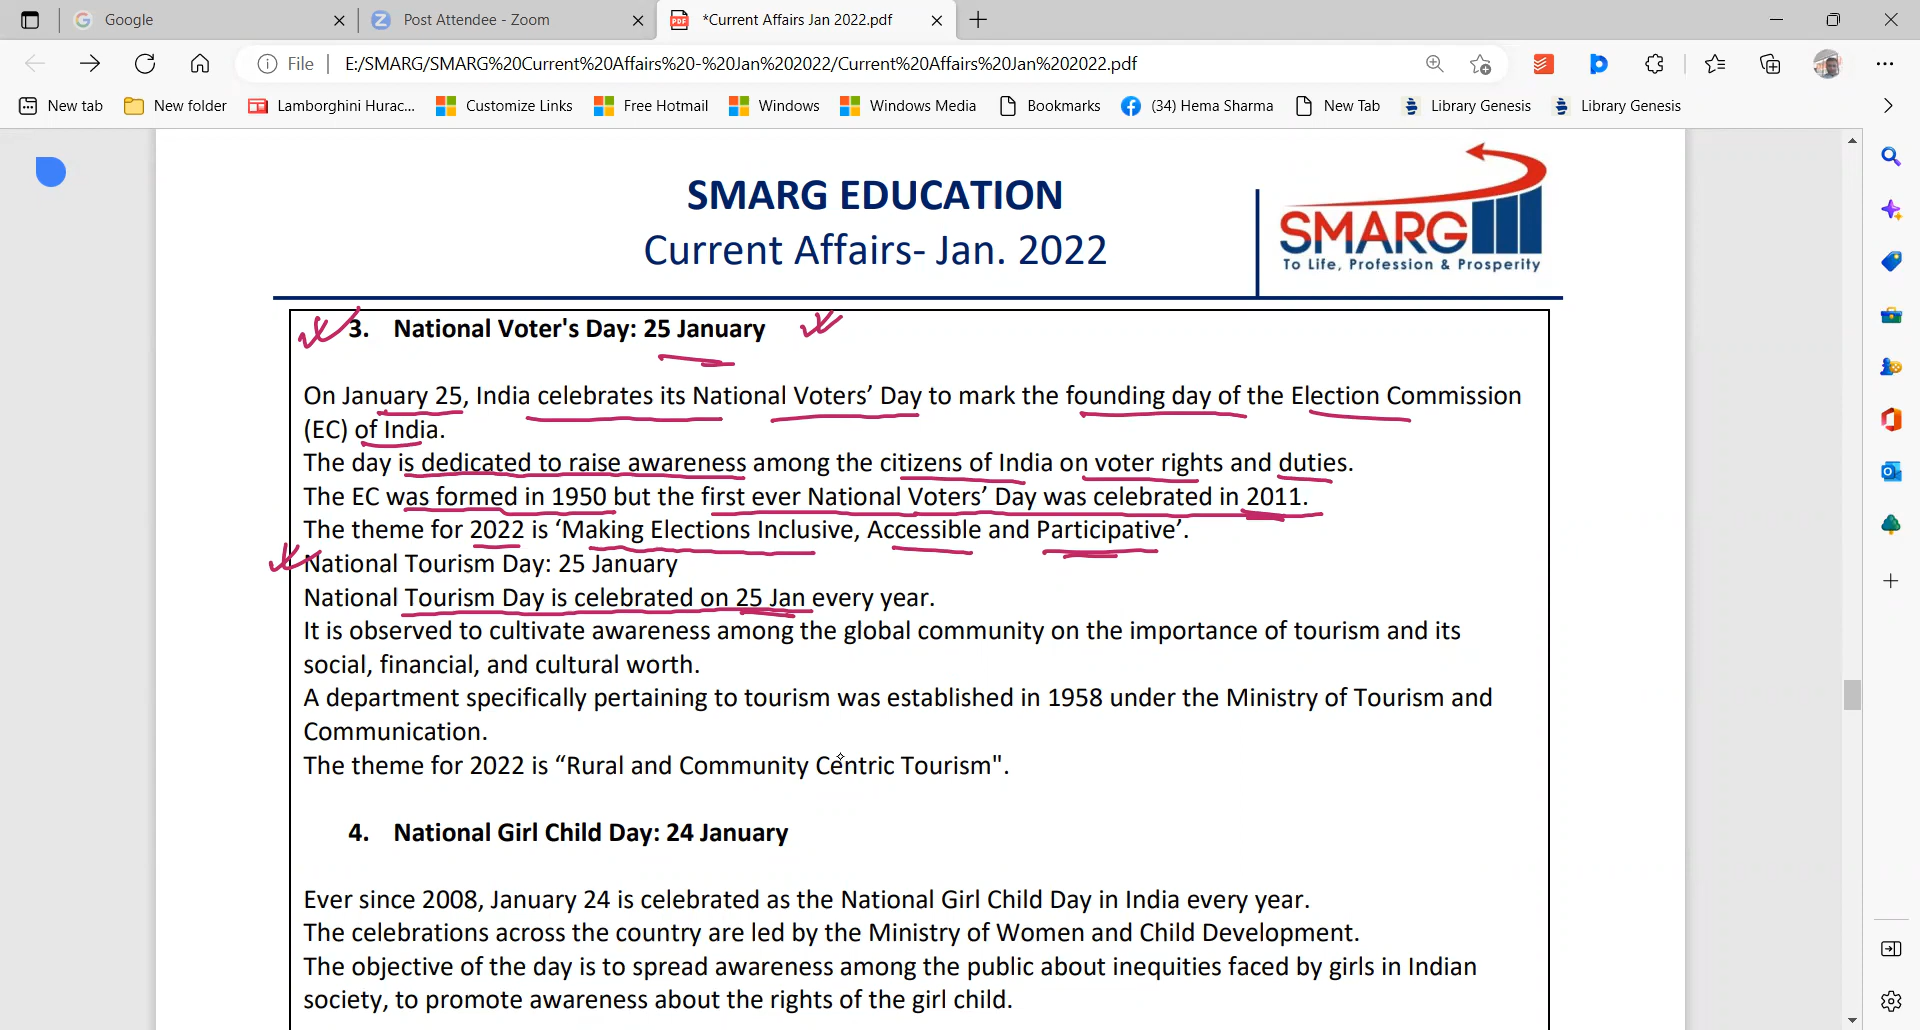 Google
Post Attendee - Zoom
*Current Affairs Jan 2022.pdf
File
E:/SMARG/SMARG%20Current%20Affairs%20-%20Jan%202022/Current%20Affairs%20Jan%202022.pdf
New tab
New folder
Lamborghini Hurac...
Customize Links
Free Hotmail
Windows
Windows Media
Bookmarks
(34) Hema Sharma
New Tab
Library Genesis
Library Genesis
SMARG EDUCATION
Current Affairs- Jan. 2022
SMARG
To Life, Profession & Prosperity
3. National Voter's Day: 25 January
On January 25, India celebrates its National Voters’ Day to mark the founding day of the Election Commission
(EC) of India.
The day is dedicated to raise awareness among the citizens of India on voter rights and duties.
The EC was formed in 1950 but the first ever National Voters’ Day was celebrated in 2011.
The theme for 2022 is ‘Making Elections Inclusive, Accessible and Participative’.
National Tourism Day: 25 January
National Tourism Day is celebrated on 25 Jan every year.
It is observed to cultivate awareness among the global community on the importance of tourism and its
social, financial, and cultural worth.
A department specifically pertaining to tourism was established in 1958 under the Ministry of Tourism and
Communication.
The theme for 2022 is “Rural and Community Centric Tourism".
4. National Girl Child Day: 24 January
Ever since 2008, January 24 is celebrated as the National Girl Child Day in India every year.
The celebrations across the country are led by the Ministry of Women and Child Development.
The objective of the day is to spread awareness among the public about inequities faced by girls in Indian
society, to promote awareness about the rights of the girl child.